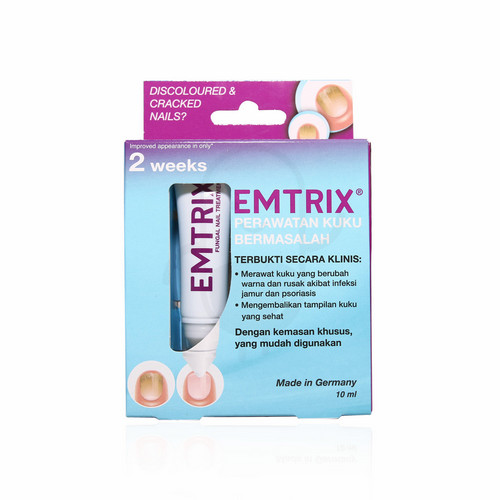 DISCOLOURED &
CRACKED
NAILS?
Improved appearance in only*
2 weeks
EMTRIX
FUNGAL NAIL TREATMENT
EMTRIX®
PERAWATAN KUKU
BERMASALAH
TERBUKTI SECARA KLINIS:
• Merawat kuku yang berubah
warna dan rusak akibat infeksi
jamur dan psoriasis
• Mengembalikan tampilan kuku
yang sehat
Dengan kemasan khusus,
yang mudah digunakan
Made in Germany
10 ml